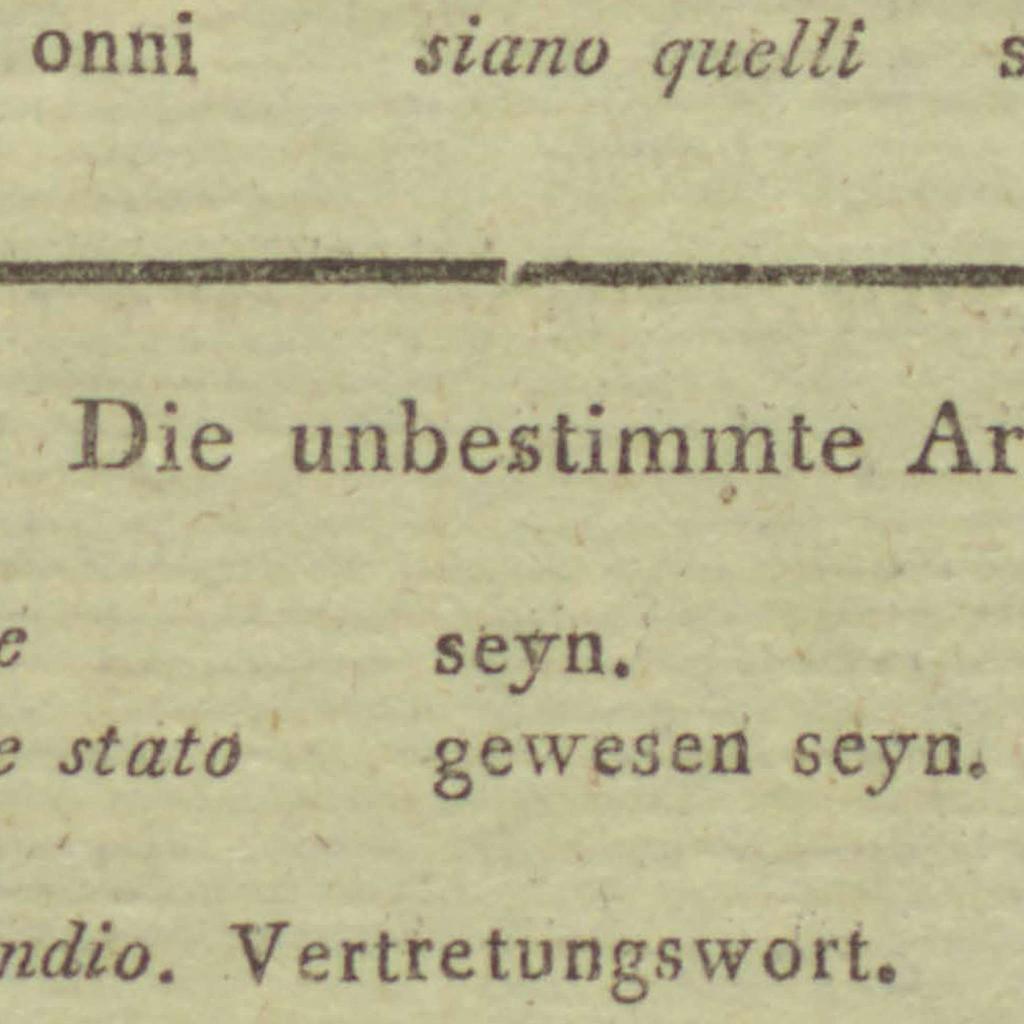 onni siano quelli s
Die unbestimmte Ar
e seyn.
e stato gewesen seyn.
ndio. Vertretungswort.